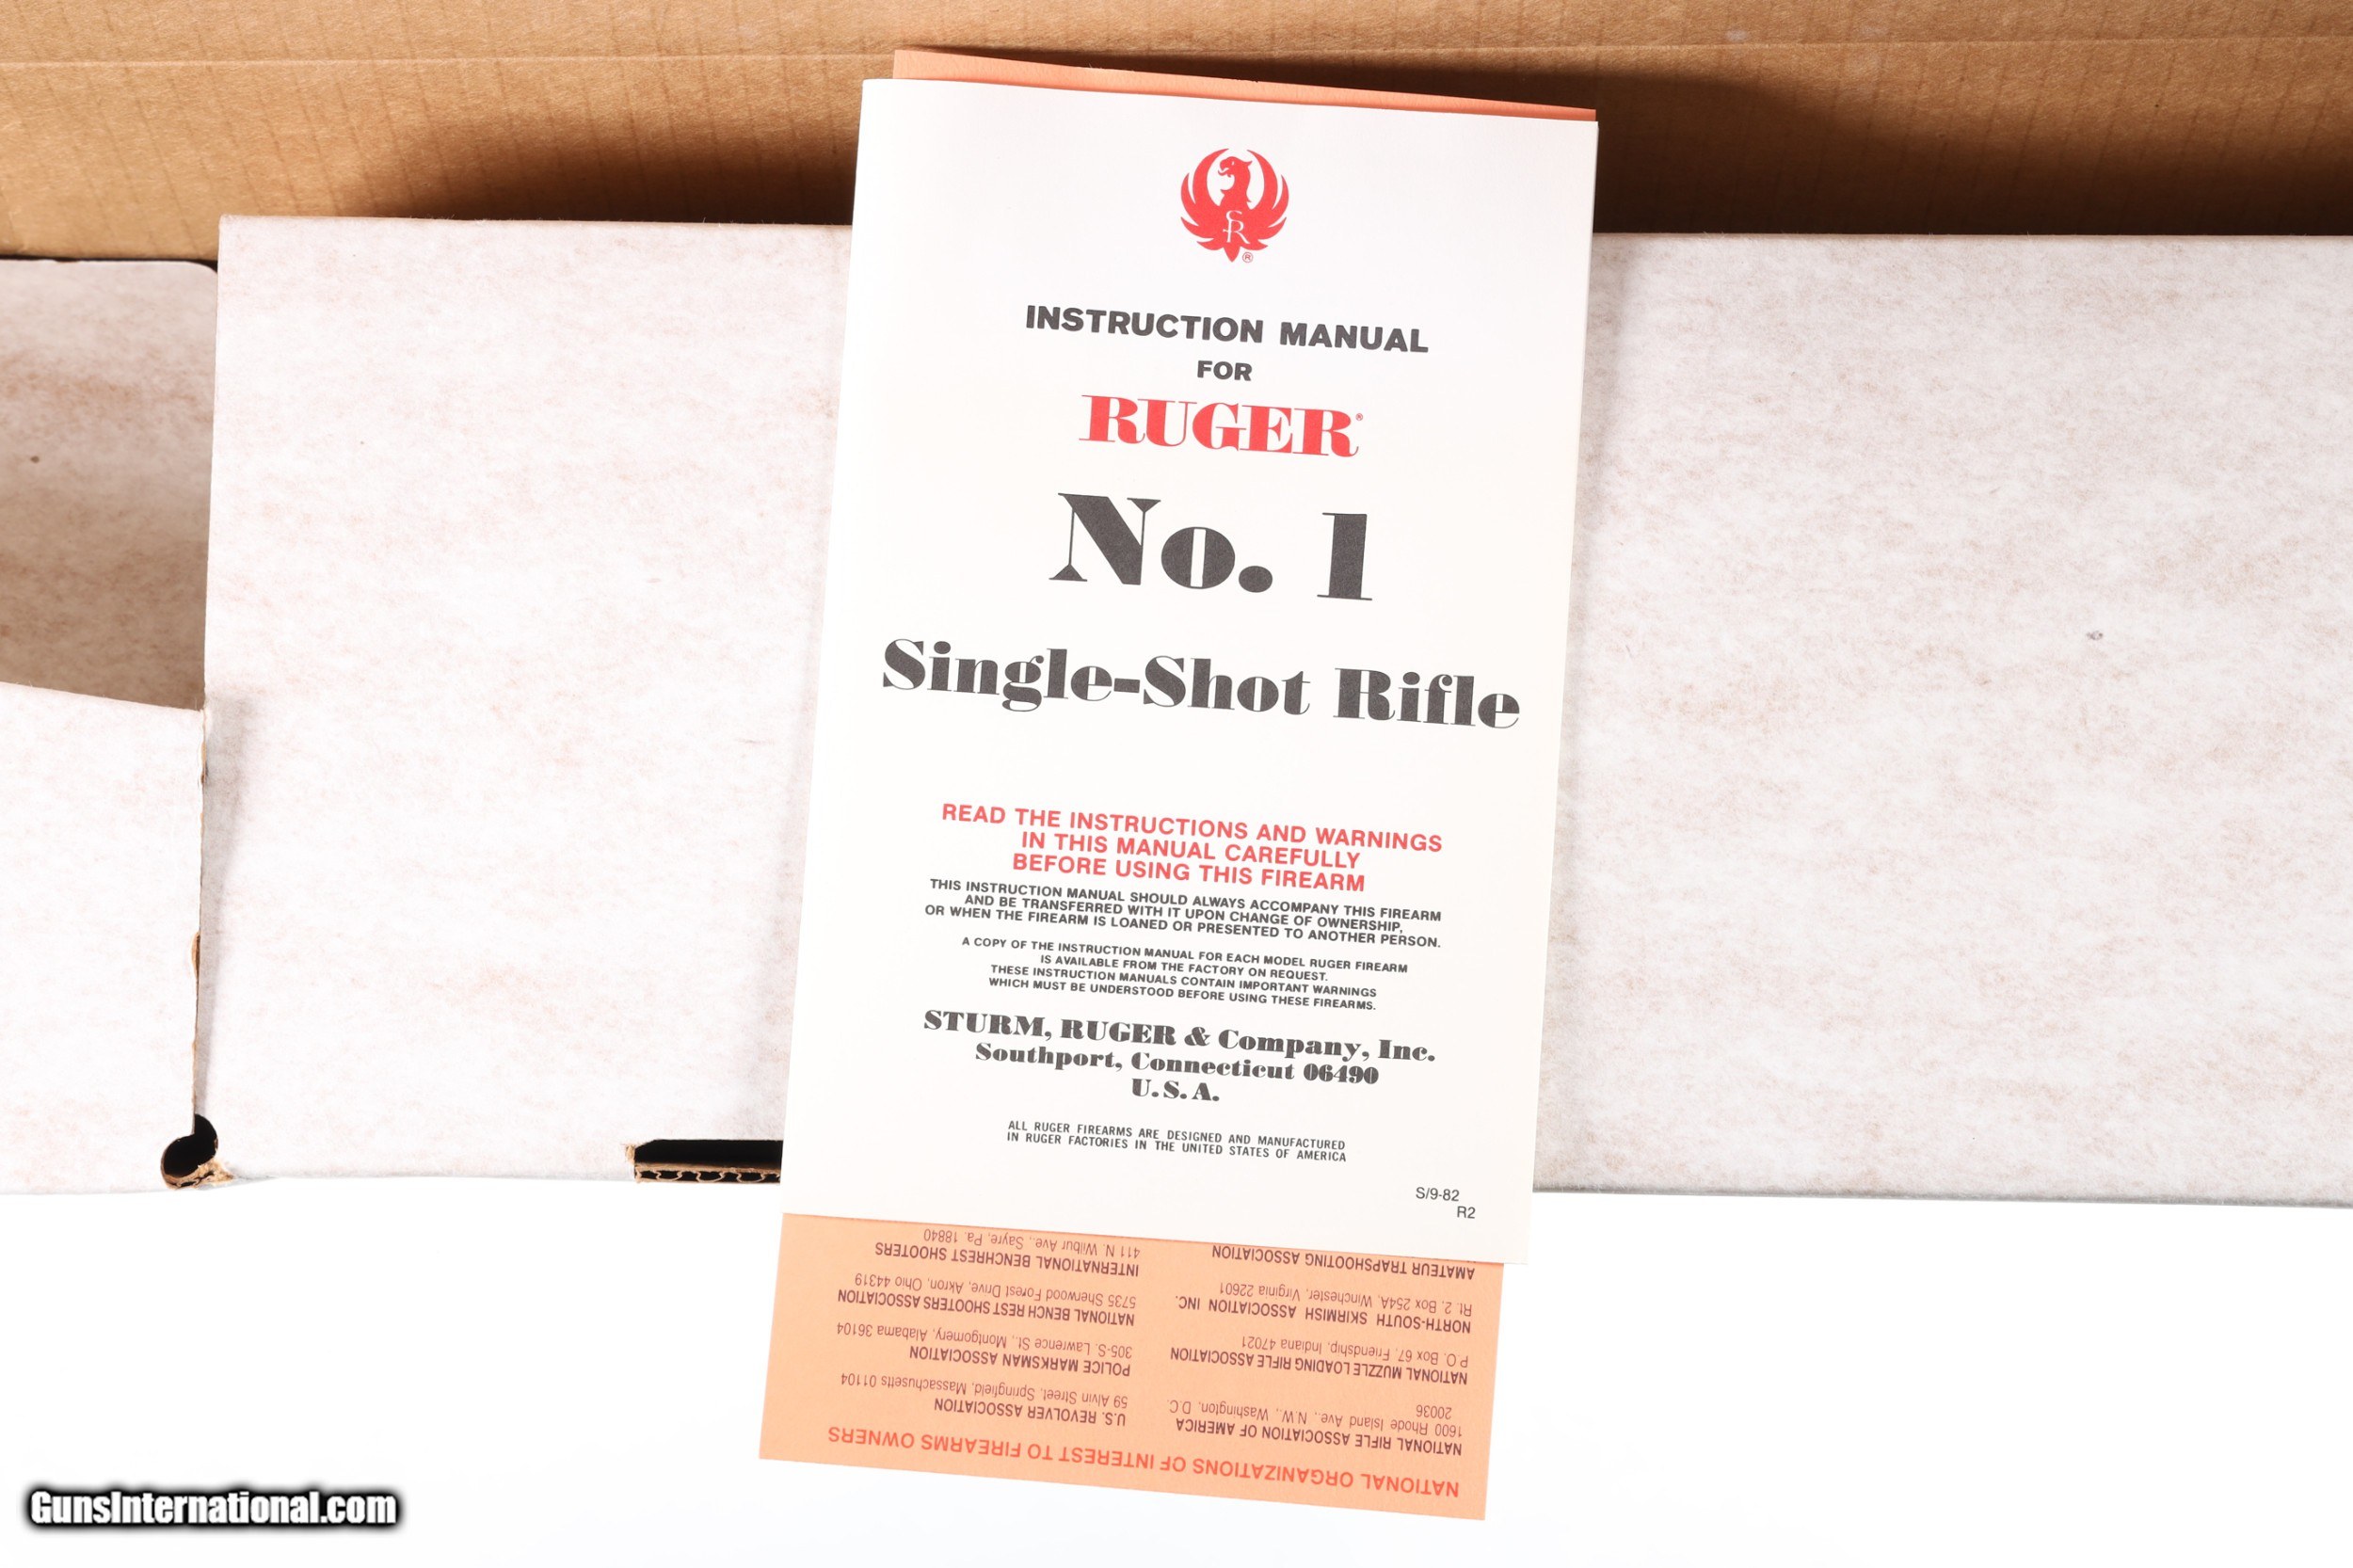 INSTRUCTION MANUAL
FOR
RUGER®
No. 1
Single-Shot Rifle
READ THE INSTRUCTIONS AND WARNINGS
IN THIS MANUAL CAREFULLY
BEFORE USING THIS FIREARM
THIS INSTRUCTION MANUAL SHOULD ALWAYS ACCOMPANY THIS FIREARM
AND BE TRANSFERRED WITH IT UPON CHANGE OF OWNERSHIP,
OR WHEN THE FIREARM IS LOANED OR PRESENTED TO ANOTHER PERSON.
A COPY OF THE INSTRUCTION MANUAL FOR EACH MODEL RUGER FIREARM
IS AVAILABLE FROM THE FACTORY ON REQUEST.
THESE INSTRUCTION MANUALS CONTAIN IMPORTANT WARNINGS
WHICH MUST BE UNDERSTOOD BEFORE USING THESE FIREARMS.
STURM, RUGER & Company, Inc.
Southport, Connecticut 06490
U.S.A.
ALL RUGER FIREARMS ARE DESIGNED AND MANUFACTURED
IN RUGER FACTORIES IN THE UNITED STATES OF AMERICA
S/9-82
R2
NATIONAL ORGANIZATIONS OF INTEREST TO FIREARMS OWNERS
NATIONAL RIFLE ASSOCIATION OF AMERICA
1600 Rhode Island Ave., N.W., Washington, D.C.
20036
NATIONAL MUZZLE LOADING RIFLE ASSOCIATION
P.O. Box 67, Friendship, Indiana 47021
NORTH-SOUTH SKIRMISH ASSOCIATION INC.
Rt. 2, Box 254A, Winchester, Virginia 22601
AMATEUR TRAPSHOOTING ASSOCIATION
U.S. REVOLVER ASSOCIATION
59 Alvin Street, Springfield, Massachusetts 01104
POLICE MARKSMAN ASSOCIATION
305-S. Lawrence St., Montgomery, Alabama 36104
NATIONAL BENCH REST SHOOTERS ASSOCIATION
5735 Sherwood Forest Drive, Akron, Ohio 44319
INTERNATIONAL BENCHREST SHOOTERS
411 N. Wilbur Ave., Sayre, Pa. 18840
GunsInternational.com